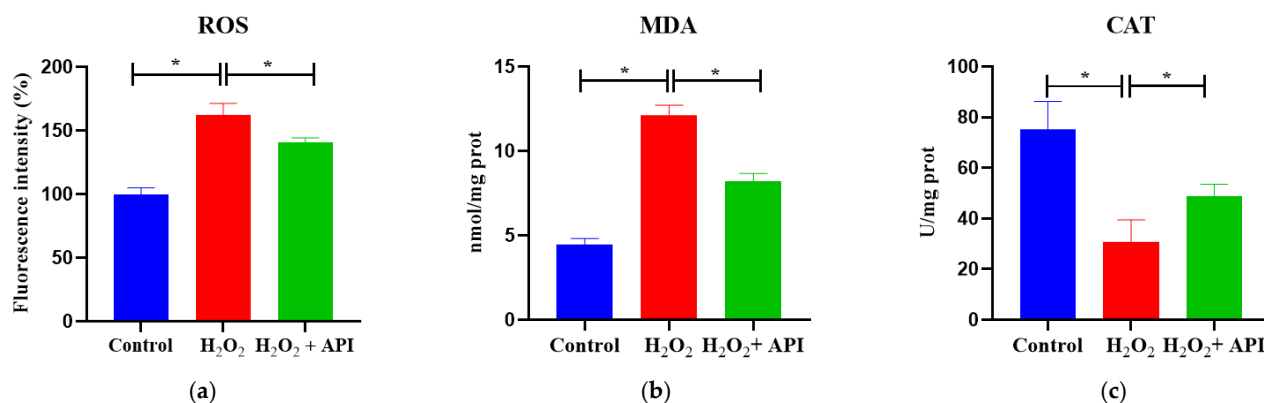 ROS
* *
Fluorescence intensity (%)
200
150
100
50
0
Control H₂O₂ H₂O₂ + API
(a)
MDA
* *
nmol/mg prot
15
10
5
0
Control H₂O₂ H₂O₂+ API
(b)
CAT
* *
U/mg prot
100
80
60
40
20
0
Control H₂O₂ H₂O₂+ API
(c)